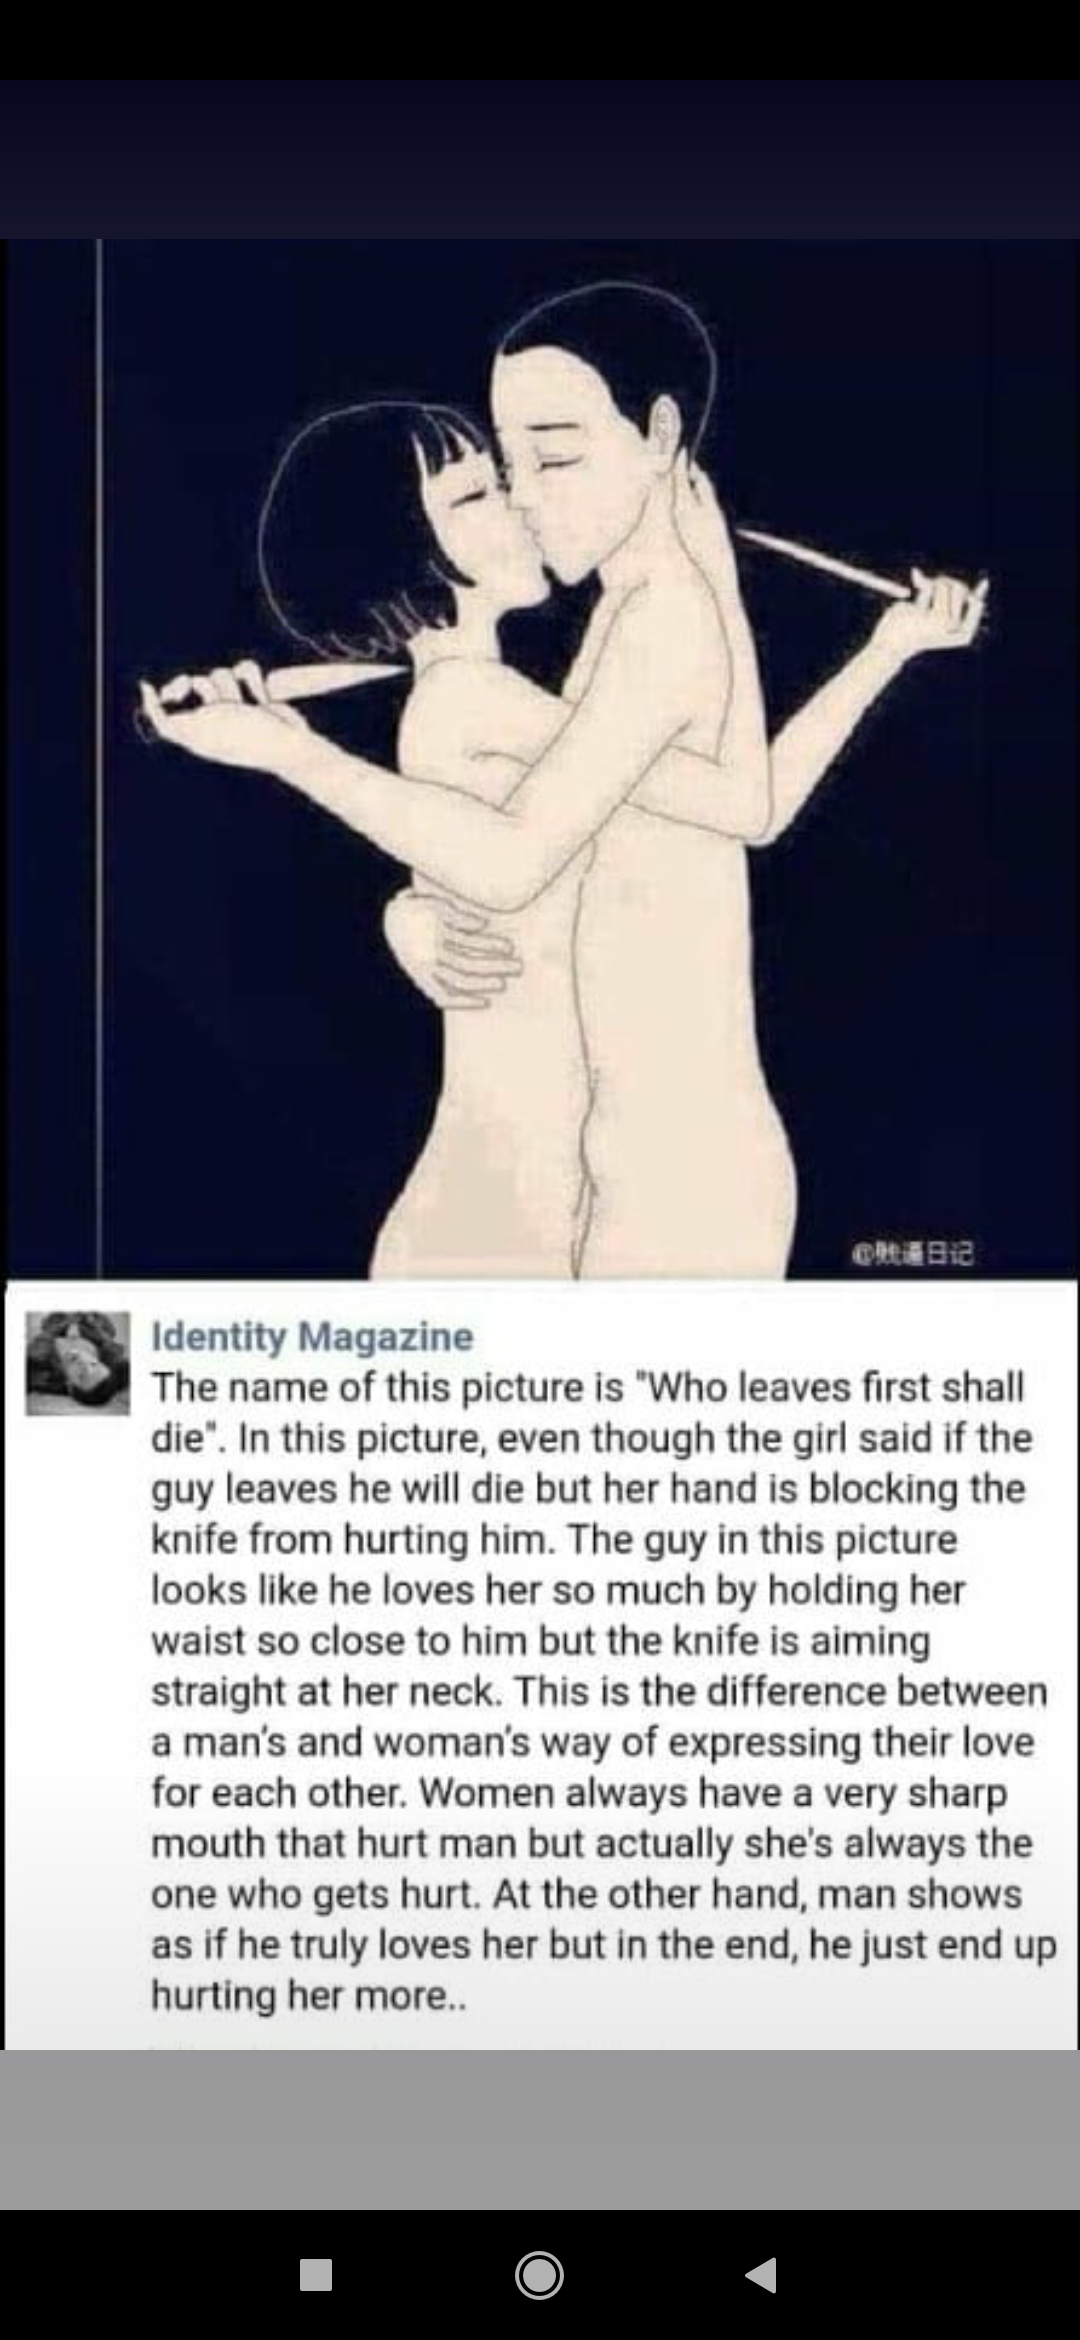 @戝逼日记
Identity Magazine
The name of this picture is "Who leaves first shall
die". In this picture, even though the girl said if the
guy leaves he will die but her hand is blocking the
knife from hurting him. The guy in this picture
looks like he loves her so much by holding her
waist so close to him but the knife is aiming
straight at her neck. This is the difference between
a man's and woman's way of expressing their love
for each other. Women always have a very sharp
mouth that hurt man but actually she's always the
one who gets hurt. At the other hand, man shows
as if he truly loves her but in the end, he just end up
hurting her more..